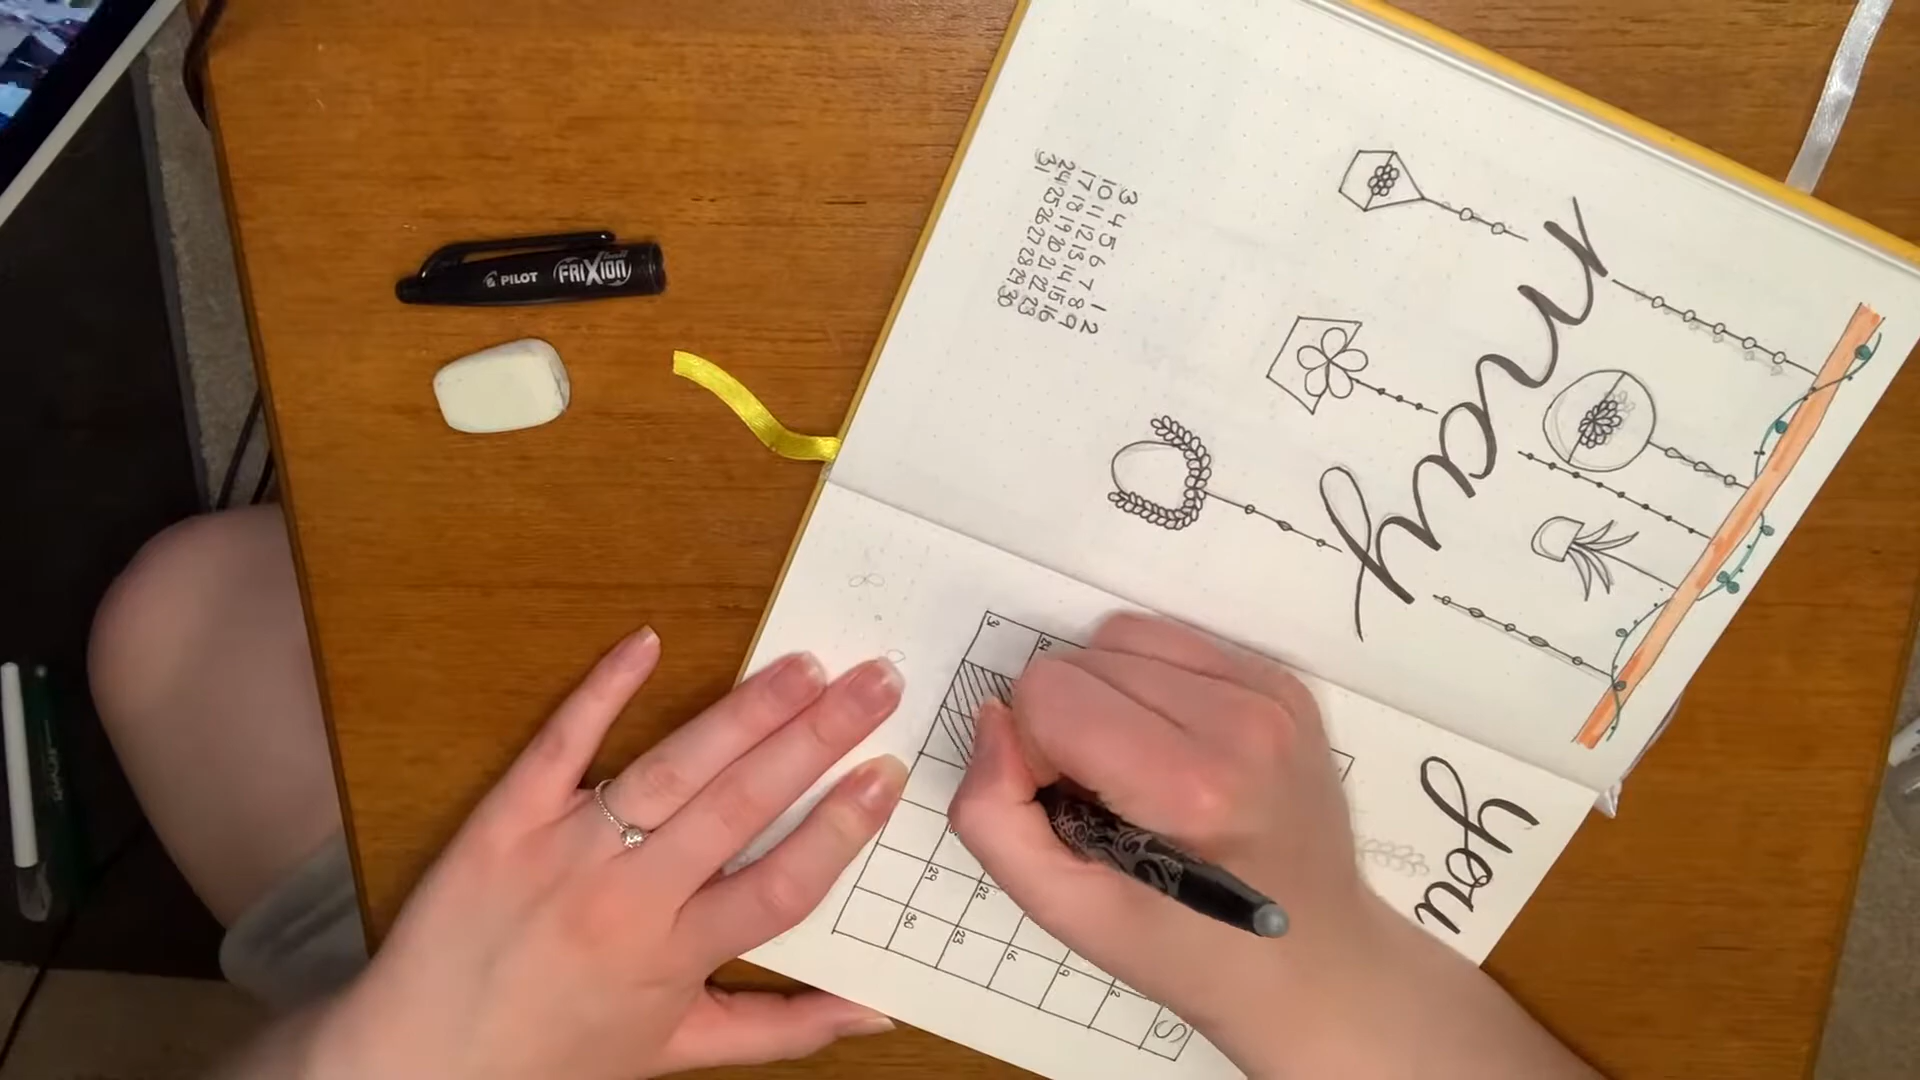 may
1 2
3 4 5 6 7 8 9
10 11 12 13 14 15 16
17 18 19 20 21 22 23
24 25 26 27 28 29 30
31
you
S
2
9
16
22 23
24 29 30
31
PILOT FRIXION